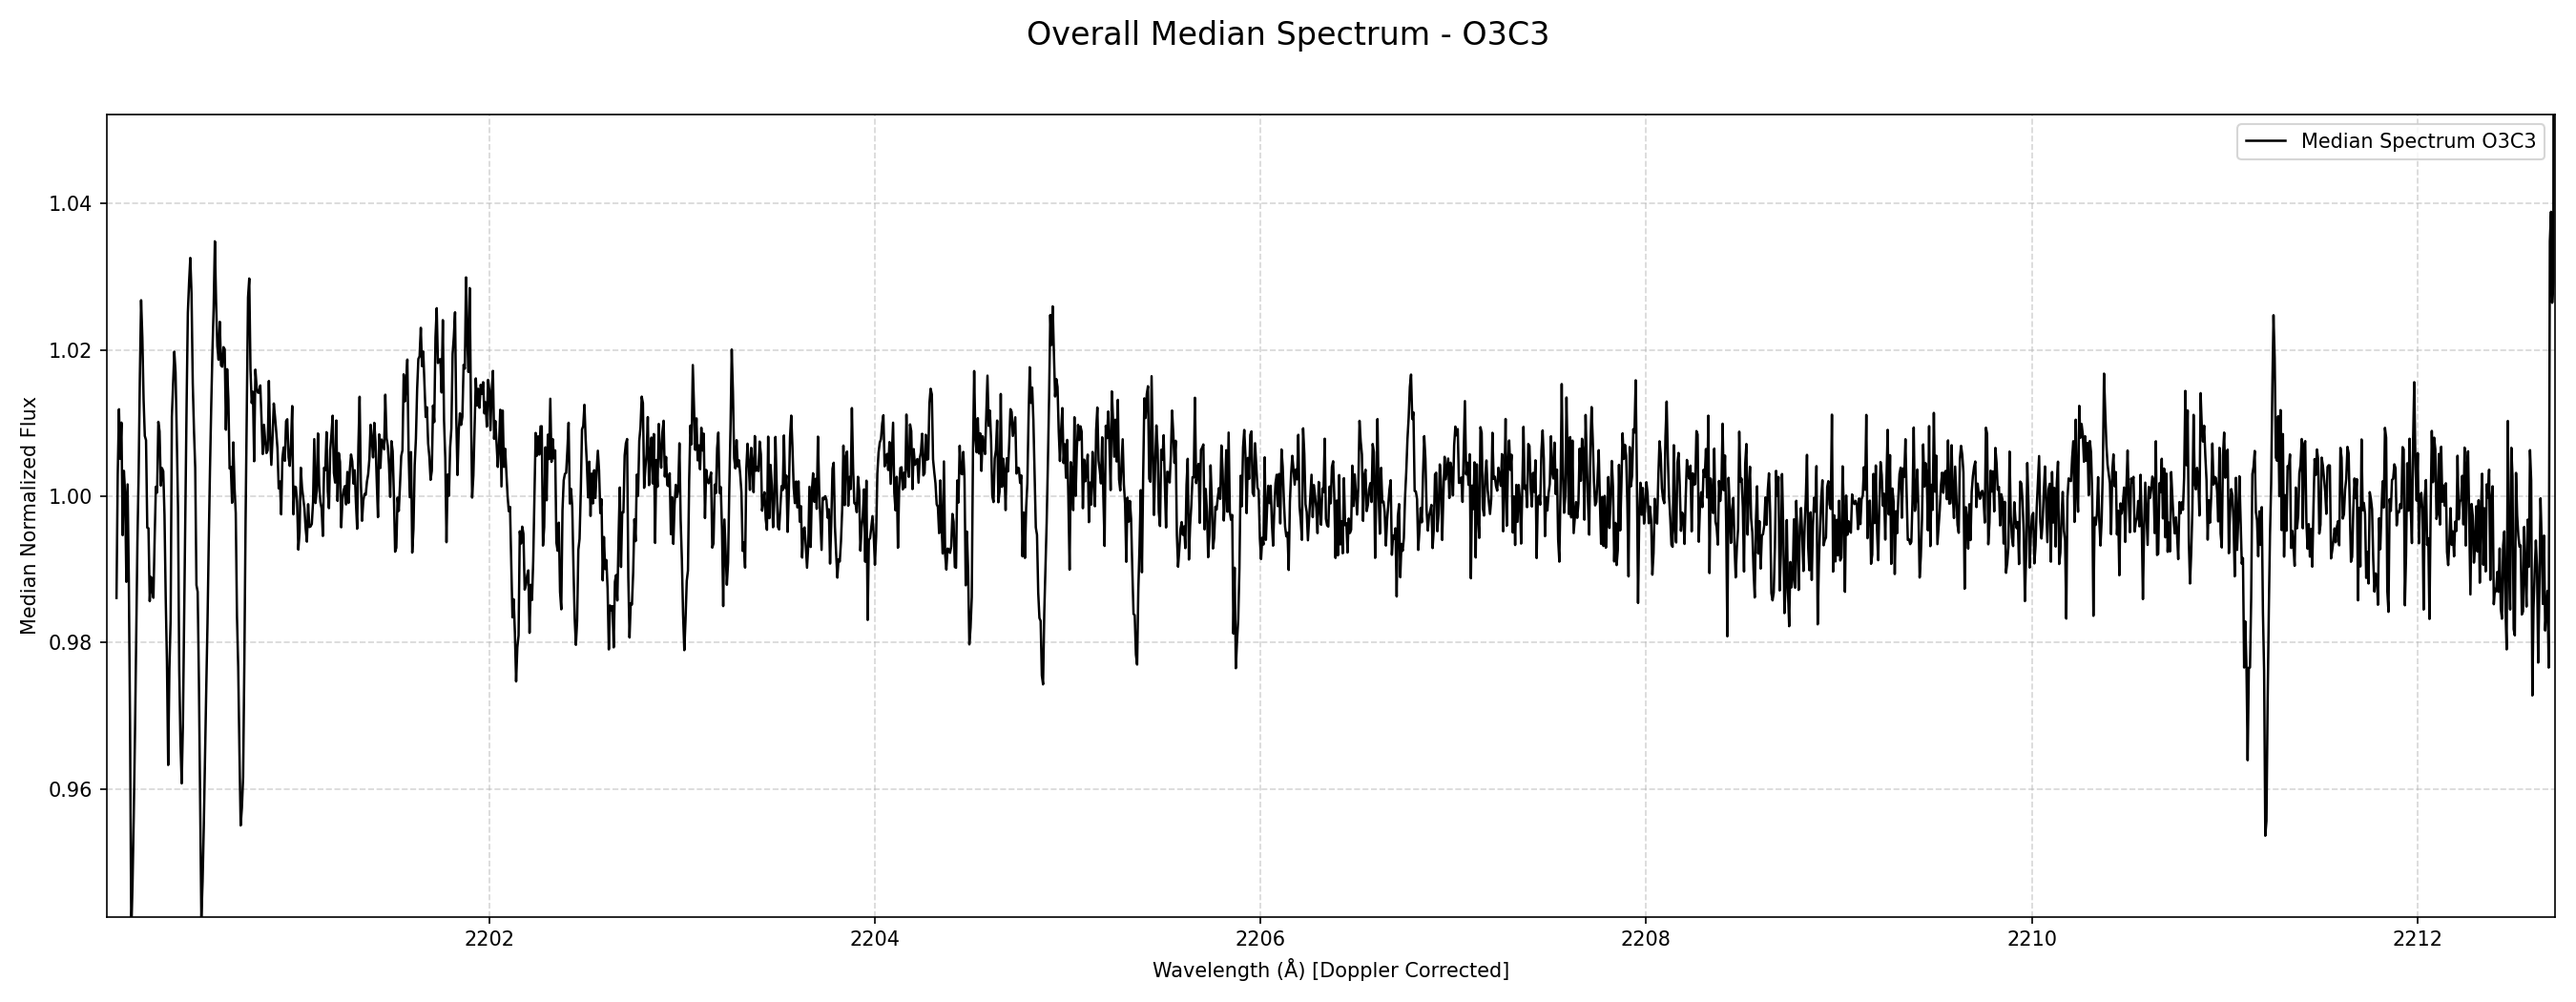 Overall Median Spectrum - O3C3
Median Spectrum O3C3
Median Normalized Flux
1.04
1.02
1.00
0.98
0.96
2202 2204 2206 2208 2210 2212
Wavelength (Å) [Doppler Corrected]